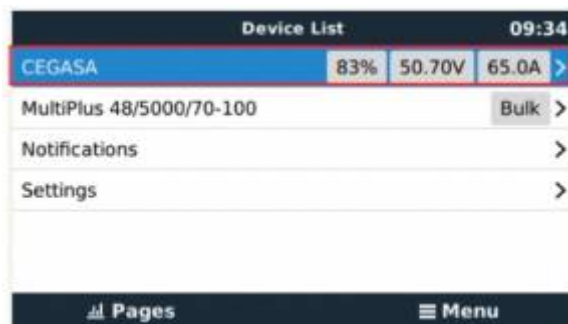 Device List 09:34
CEGASA 83% 50.70V 65.0A
MultiPlus 48/5000/70-100 Bulk
Notifications
Settings
Pages Menu